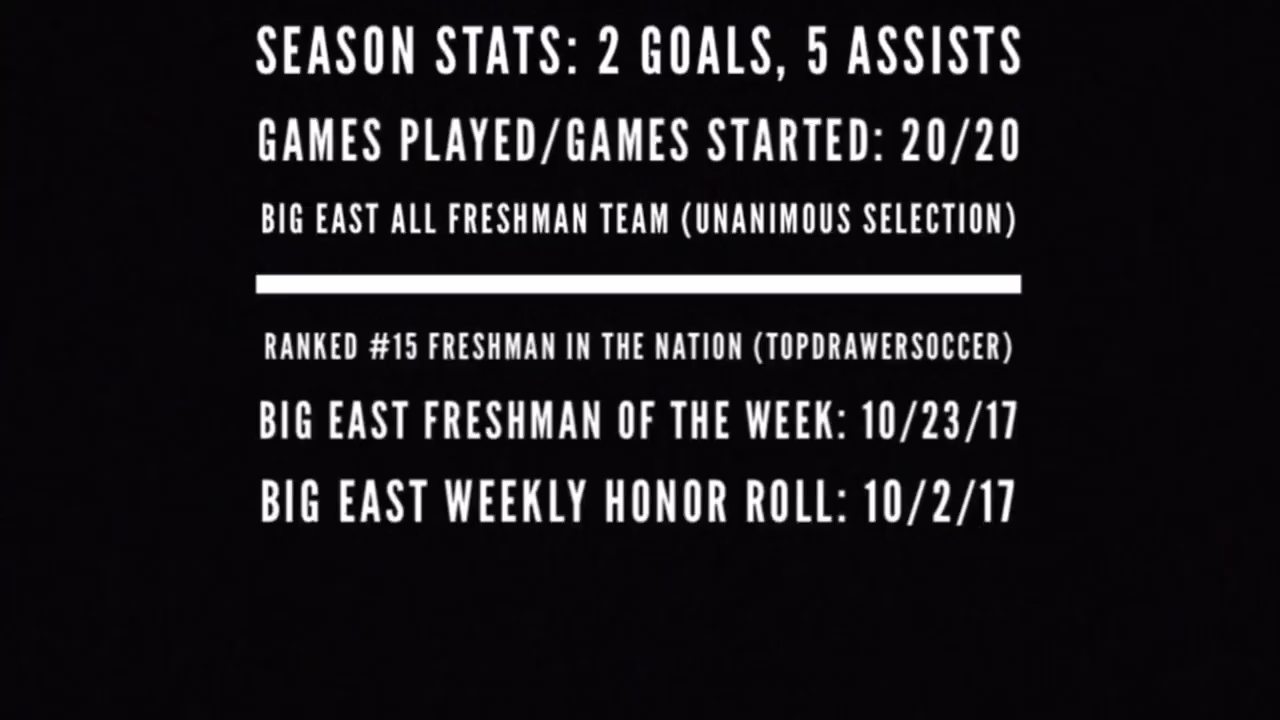 SEASON STATS: 2 GOALS, 5 ASSISTS
GAMES PLAYED/GAMES STARTED: 20/20
BIG EAST ALL FRESHMAN TEAM (UNANIMOUS SELECTION)
RANKED #15 FRESHMAN IN THE NATION (TOPDRAWERSOCCER)
BIG EAST FRESHMAN OF THE WEEK: 10/23/17
BIG EAST WEEKLY HONOR ROLL: 10/2/17